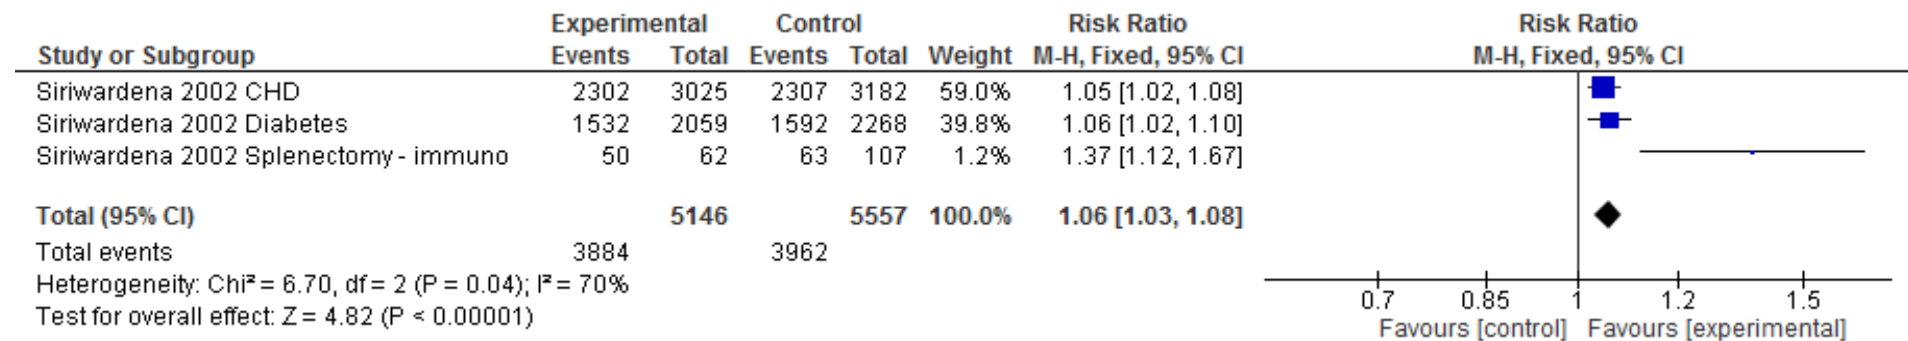 Experimental Control Risk Ratio Risk Ratio
Study or Subgroup Events Total Events Total Weight M-H, Fixed, 95% CI M-H, Fixed, 95% CI
Siriwardena 2002 CHD 2302 3025 2307 3182 59.0% 1.05 [1.02, 1.08]
Siriwardena 2002 Diabetes 1532 2059 1592 2268 39.8% 1.06 [1.02, 1.10]
Siriwardena 2002 Splenectomy - immuno 50 62 63 107 1.2% 1.37 [1.12, 1.67]
Total (95% CI) 5146 5557 100.0% 1.06 [1.03, 1.08]
Total events 3884 3962
Heterogeneity: Chi² = 6.70, df = 2 (P = 0.04); I² = 70%
Test for overall effect: Z = 4.82 (P < 0.00001)
0.7 0.85 1 1.2 1.5
Favours [control] Favours [experimental]